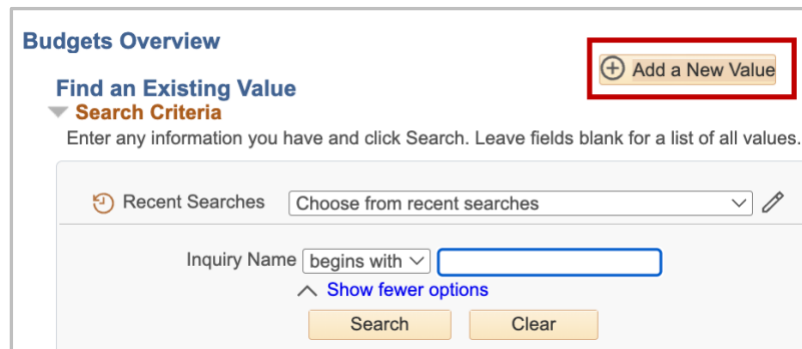 Budgets Overview
Add a New Value
Find an Existing Value
Search Criteria
Enter any information you have and click Search. Leave fields blank for a list of all values.
Recent Searches Choose from recent searches
Inquiry Name begins with
Show fewer options
Search Clear